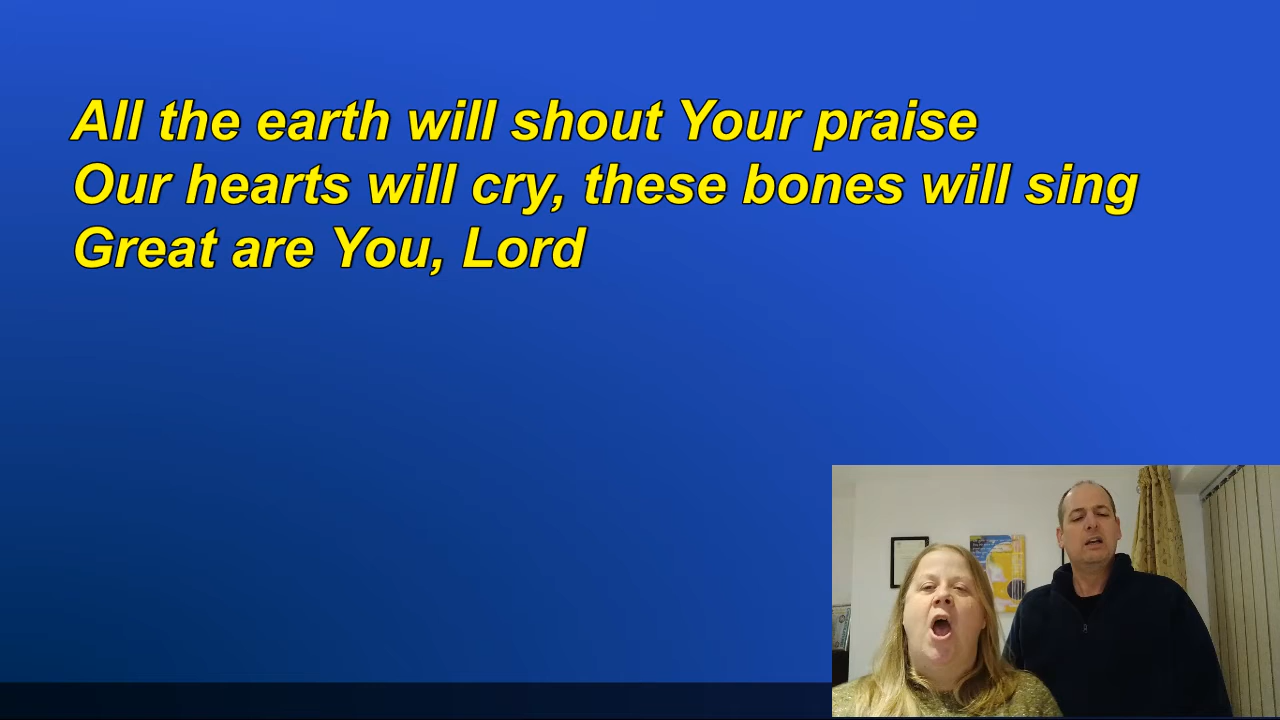 All the earth will shout Your praise
Our hearts will cry, these bones will sing
Great are You, Lord